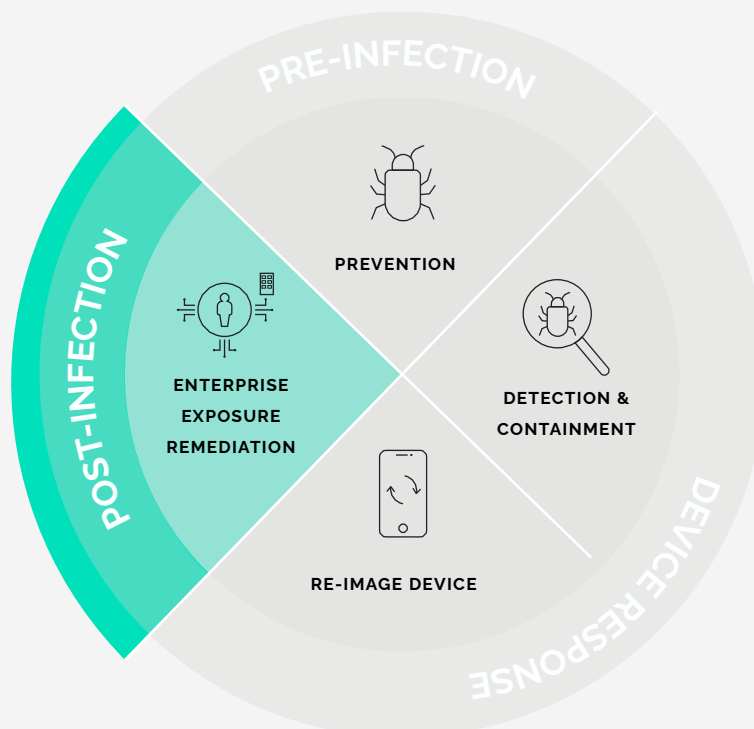 PRE-INFECTION
PREVENTION
POST-INFECTION
ENTERPRISE
EXPOSURE
REMEDIATION
DETECTION &
CONTAINMENT
RE-IMAGE DEVICE
DEVICE RESPONSE